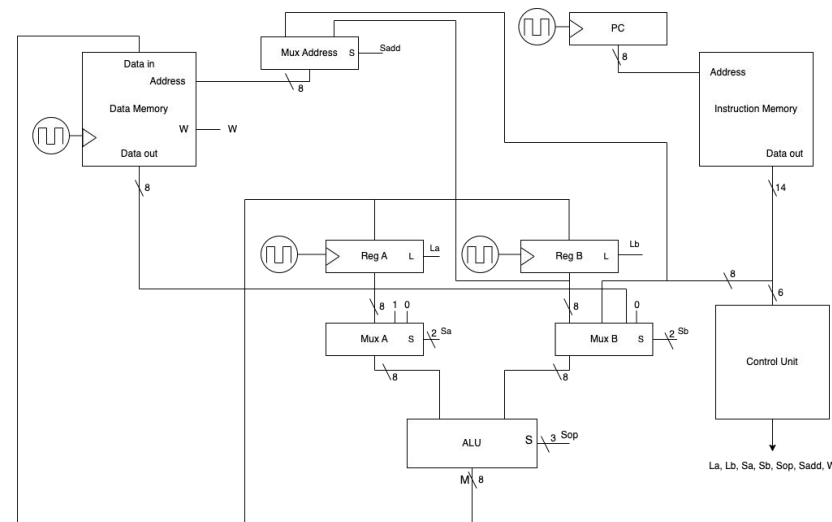 Data in
Address
Data Memory
W
W
Data out
8
Mux Address
S
Sadd
8
PC
8
Address
Instruction Memory
Data out
14
8
6
Reg A
L
La
Reg B
L
Lb
8
1
0
Mux A
S
2
Sa
8
8
0
Mux B
S
2
Sb
8
ALU
S
3
Sop
M
8
Control Unit
La, Lb, Sa, Sb, Sop, Sadd, W